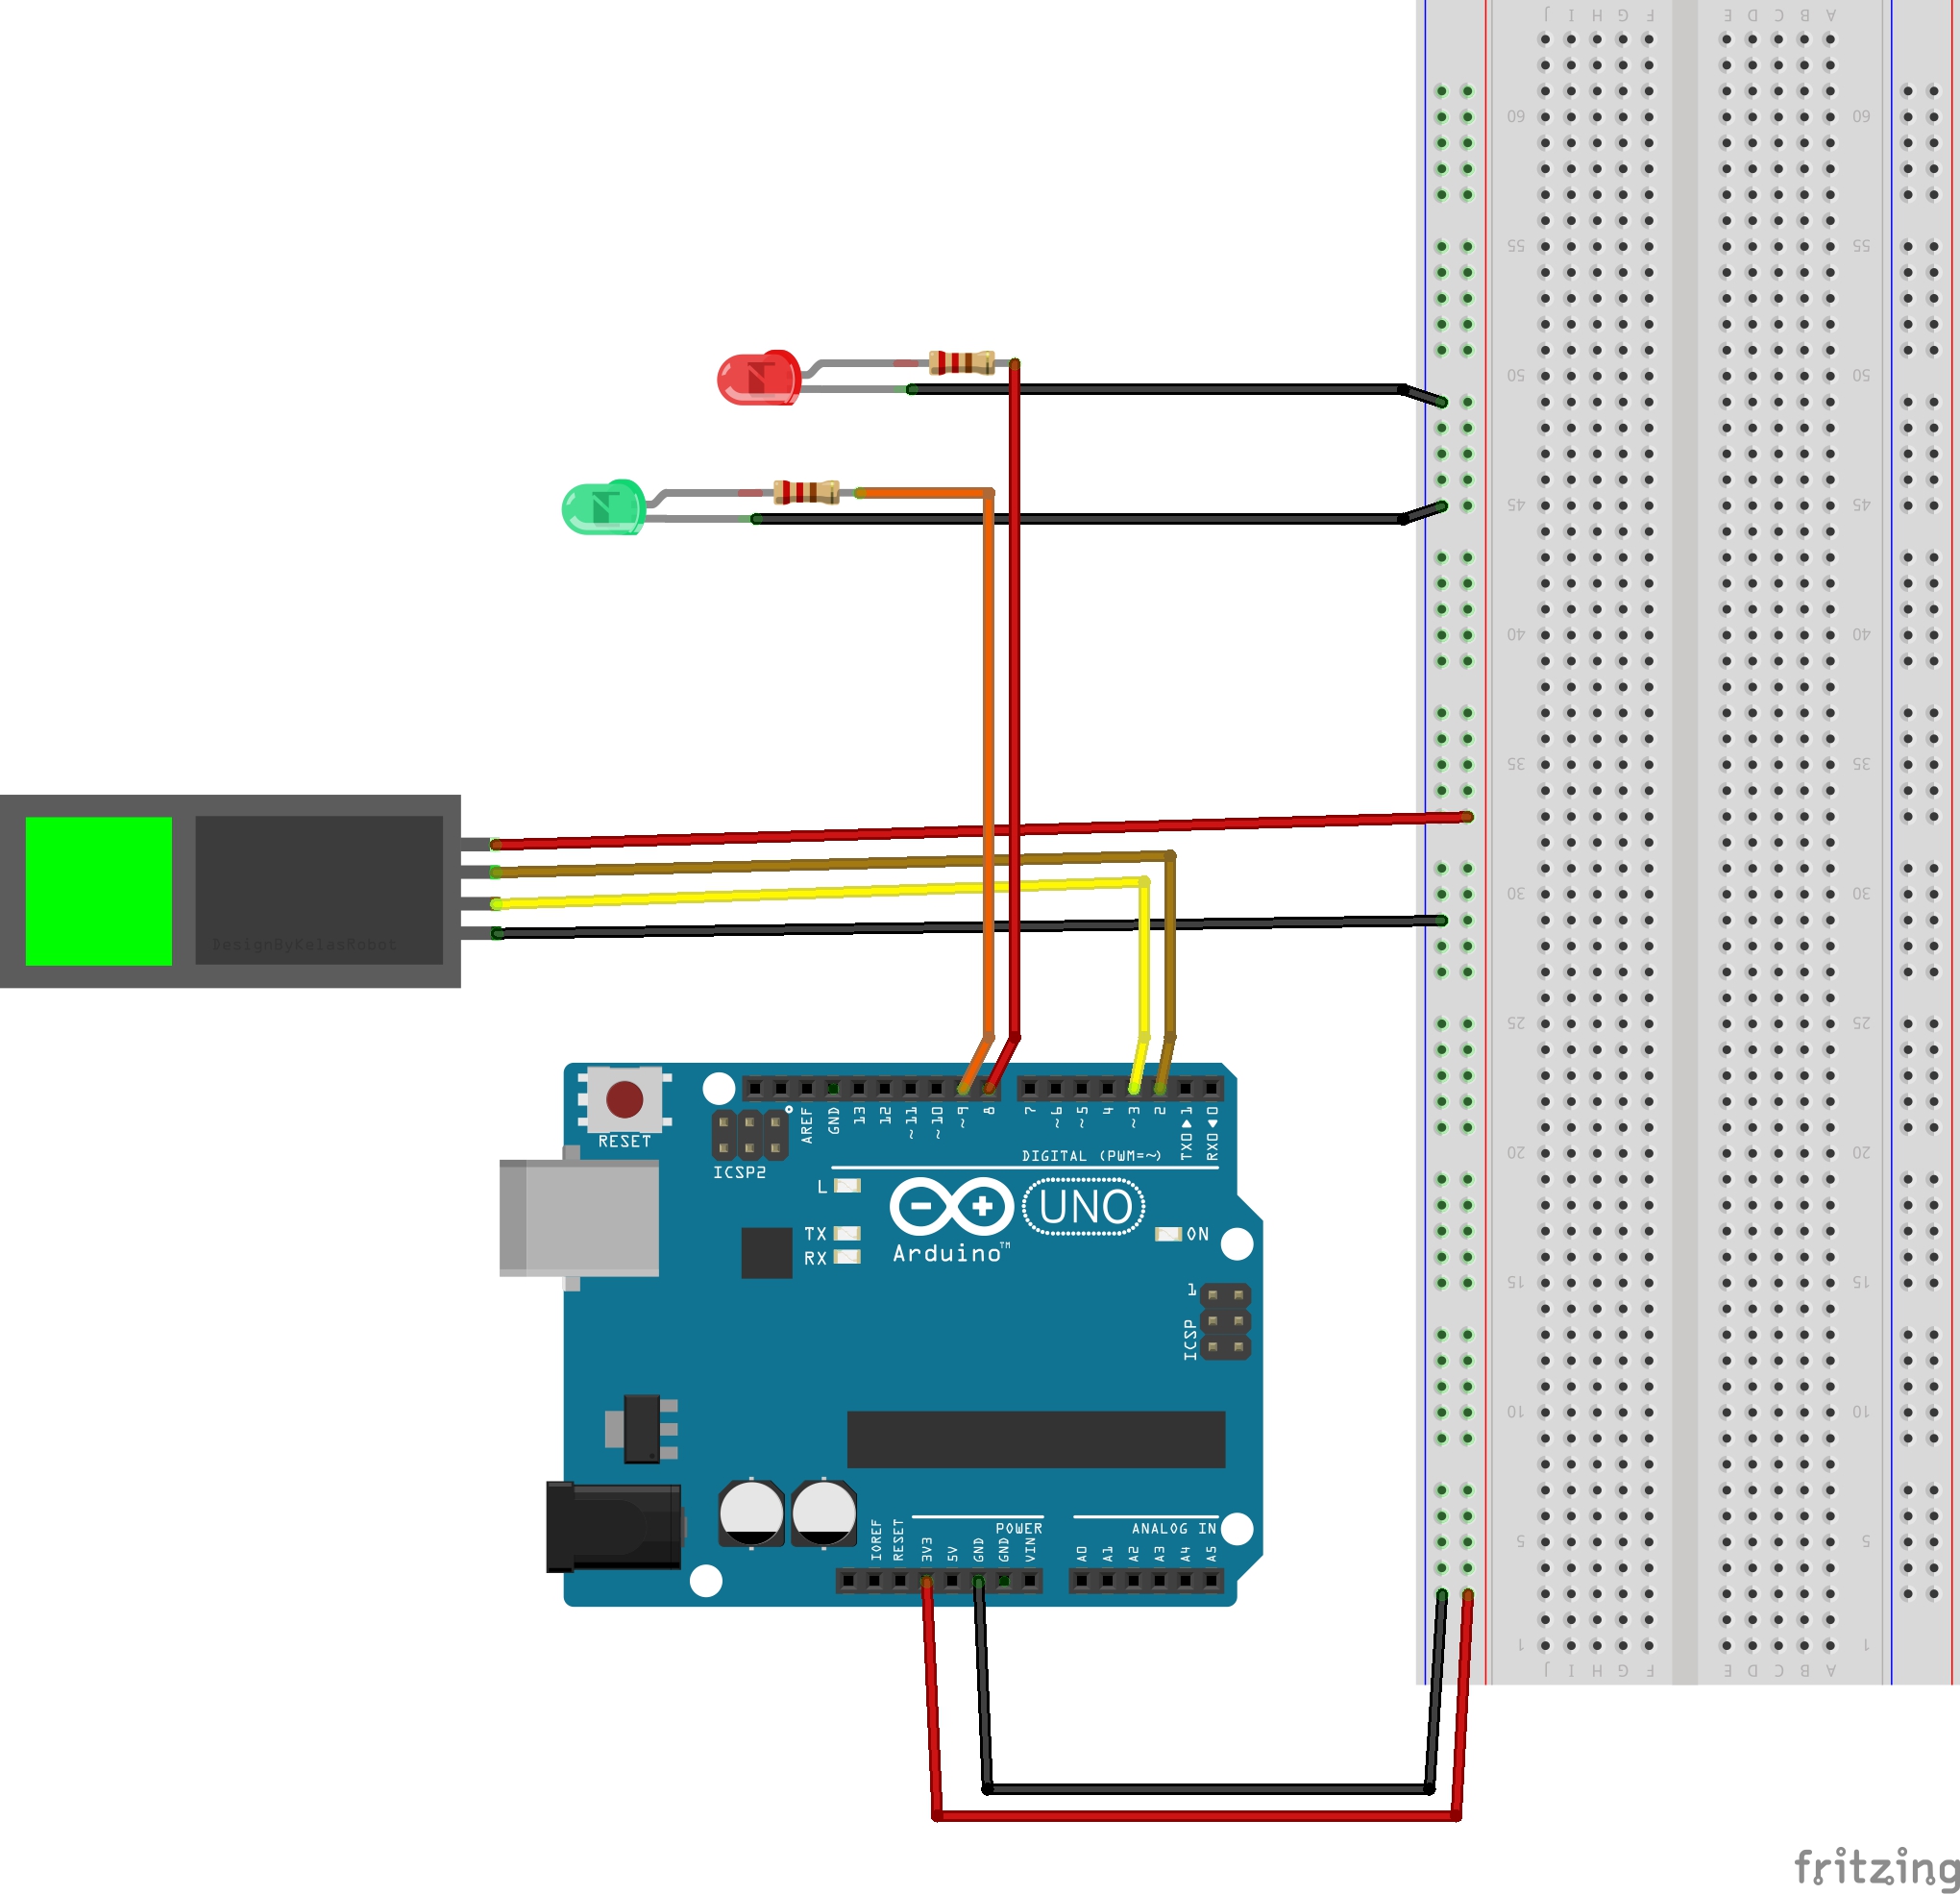 DesignByKelasRobot
RESET
ICSP2
AREF
GND
13
12
~11
~10
~9
8
7
~6
~5
4
~3
2
TX0▶1
RX0◀0
RX
TX
L
IOREF
RESET
3V3
5V
GND
GND
VIN
POWER
A0
A1
A2
A3
A4
A5
ANALOG IN
Arduino™
UNO
DIGITAL (PWM=~)
ICSP
1
ON
1 5 10 15 20 25 30 35 40 45 50 55 60
J J
I I
H H
G G
F F
E E
D D
C C
B B
A A
1 5 10 15 20 25 30 35 40 45 50 55 60
fritzing